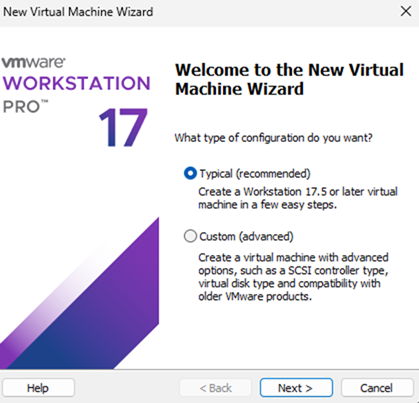 New Virtual Machine Wizard
vmware®
WORKSTATION
PRO™
17
Welcome to the New Virtual
Machine Wizard
What type of configuration do you want?
Typical (recommended)
Create a Workstation 17.5 or later virtual
machine in a few easy steps.
Custom (advanced)
Create a virtual machine with advanced
options, such as a SCSI controller type,
virtual disk type and compatibility with
older VMware products.
Help
< Back
Next >
Cancel